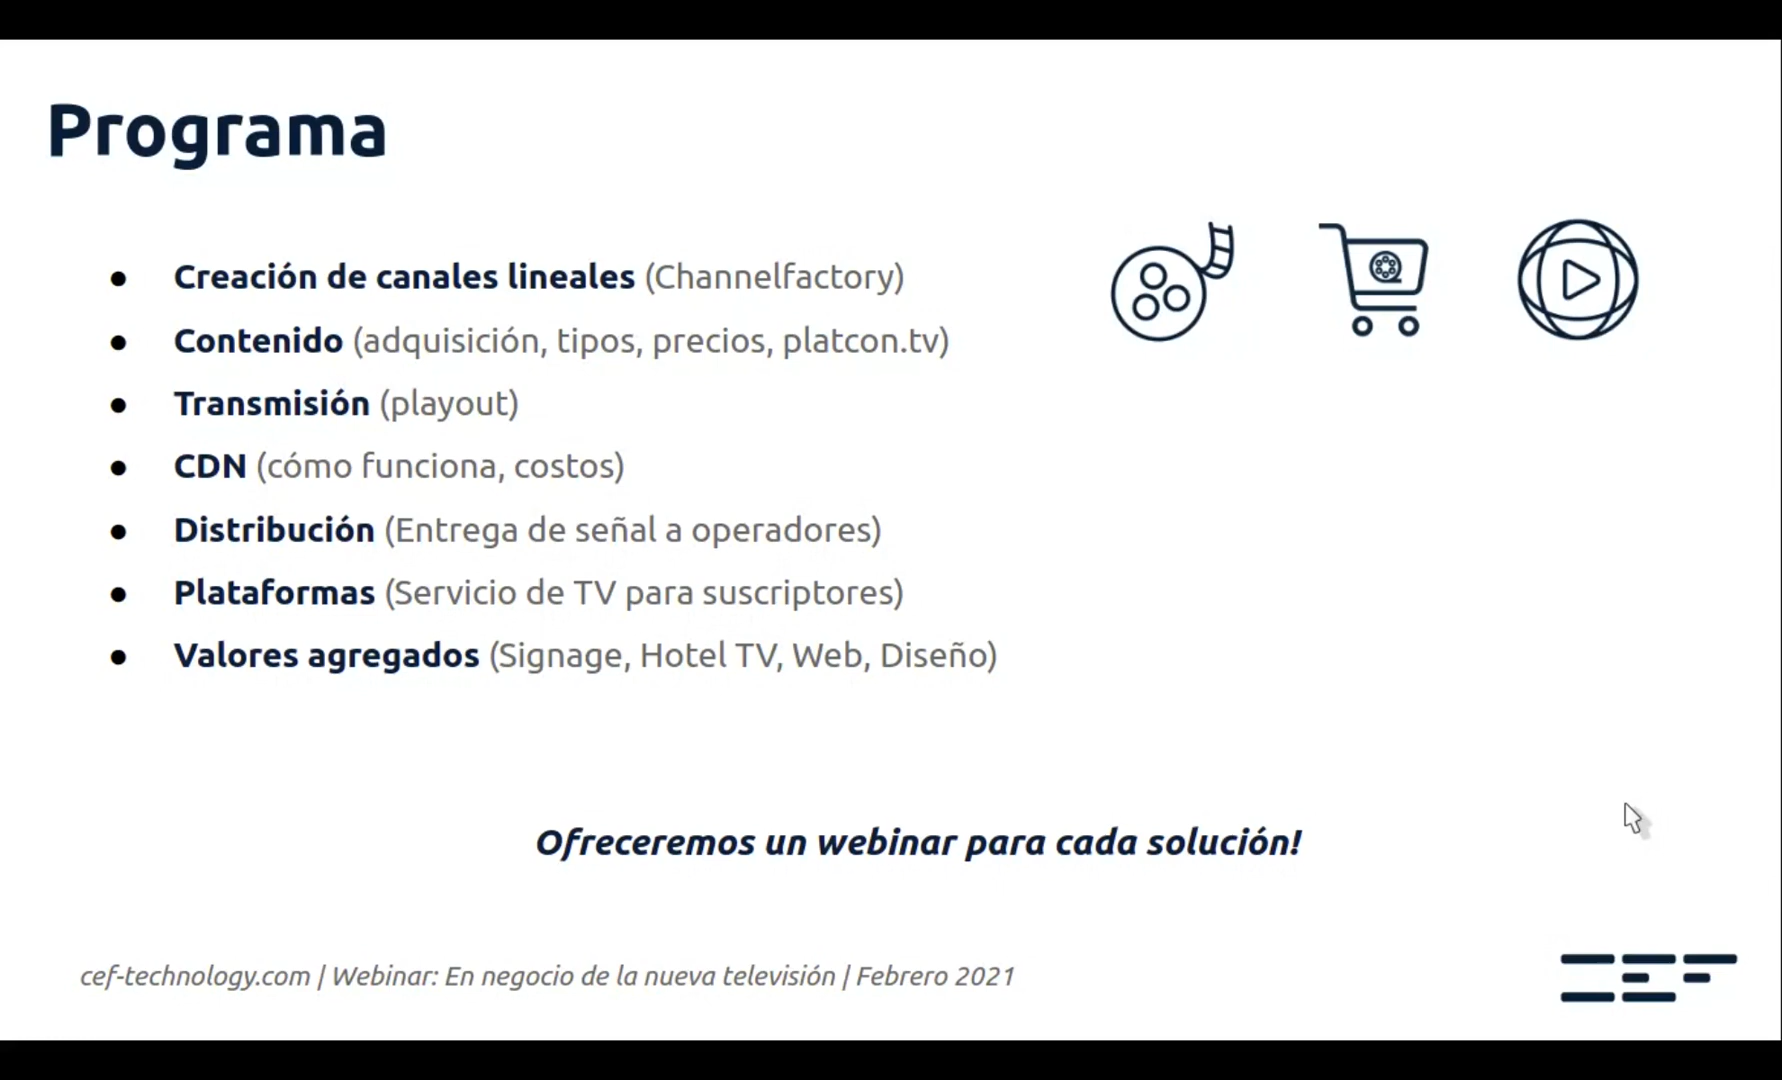 Programa
● Creación de canales lineales (Channelfactory)
● Contenido (adquisición, tipos, precios, platcon.tv)
● Transmisión (playout)
● CDN (cómo funciona, costos)
● Distribución (Entrega de señal a operadores)
● Plataformas (Servicio de TV para suscriptores)
● Valores agregados (Signage, Hotel TV, Web, Diseño)
Ofreceremos un webinar para cada solución!
cef-technology.com | Webinar: En negocio de la nueva televisión | Febrero 2021
CEF